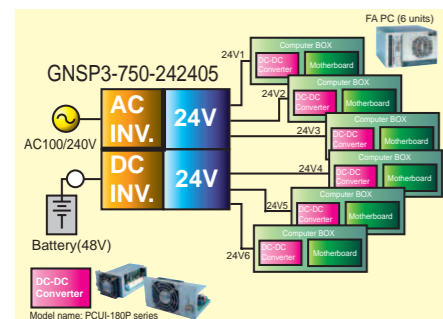 FA PC (6 units)
GNSP3-750-242405
AC
INV.
24V
DC
INV.
24V
AC100/240V
Battery(48V)
24V1
Computer BOX
DC-DC
Converter
Motherboard
24V2
Computer BOX
DC-DC
Converter
Motherboard
24V3
Computer BOX
DC-DC
Converter
Motherboard
24V4
Computer BOX
DC-DC
Converter
Motherboard
24V5
Computer BOX
DC-DC
Converter
Motherboard
24V6
Computer BOX
DC-DC
Converter
Motherboard
DC-DC
Converter
Model name: PCUI-180P series